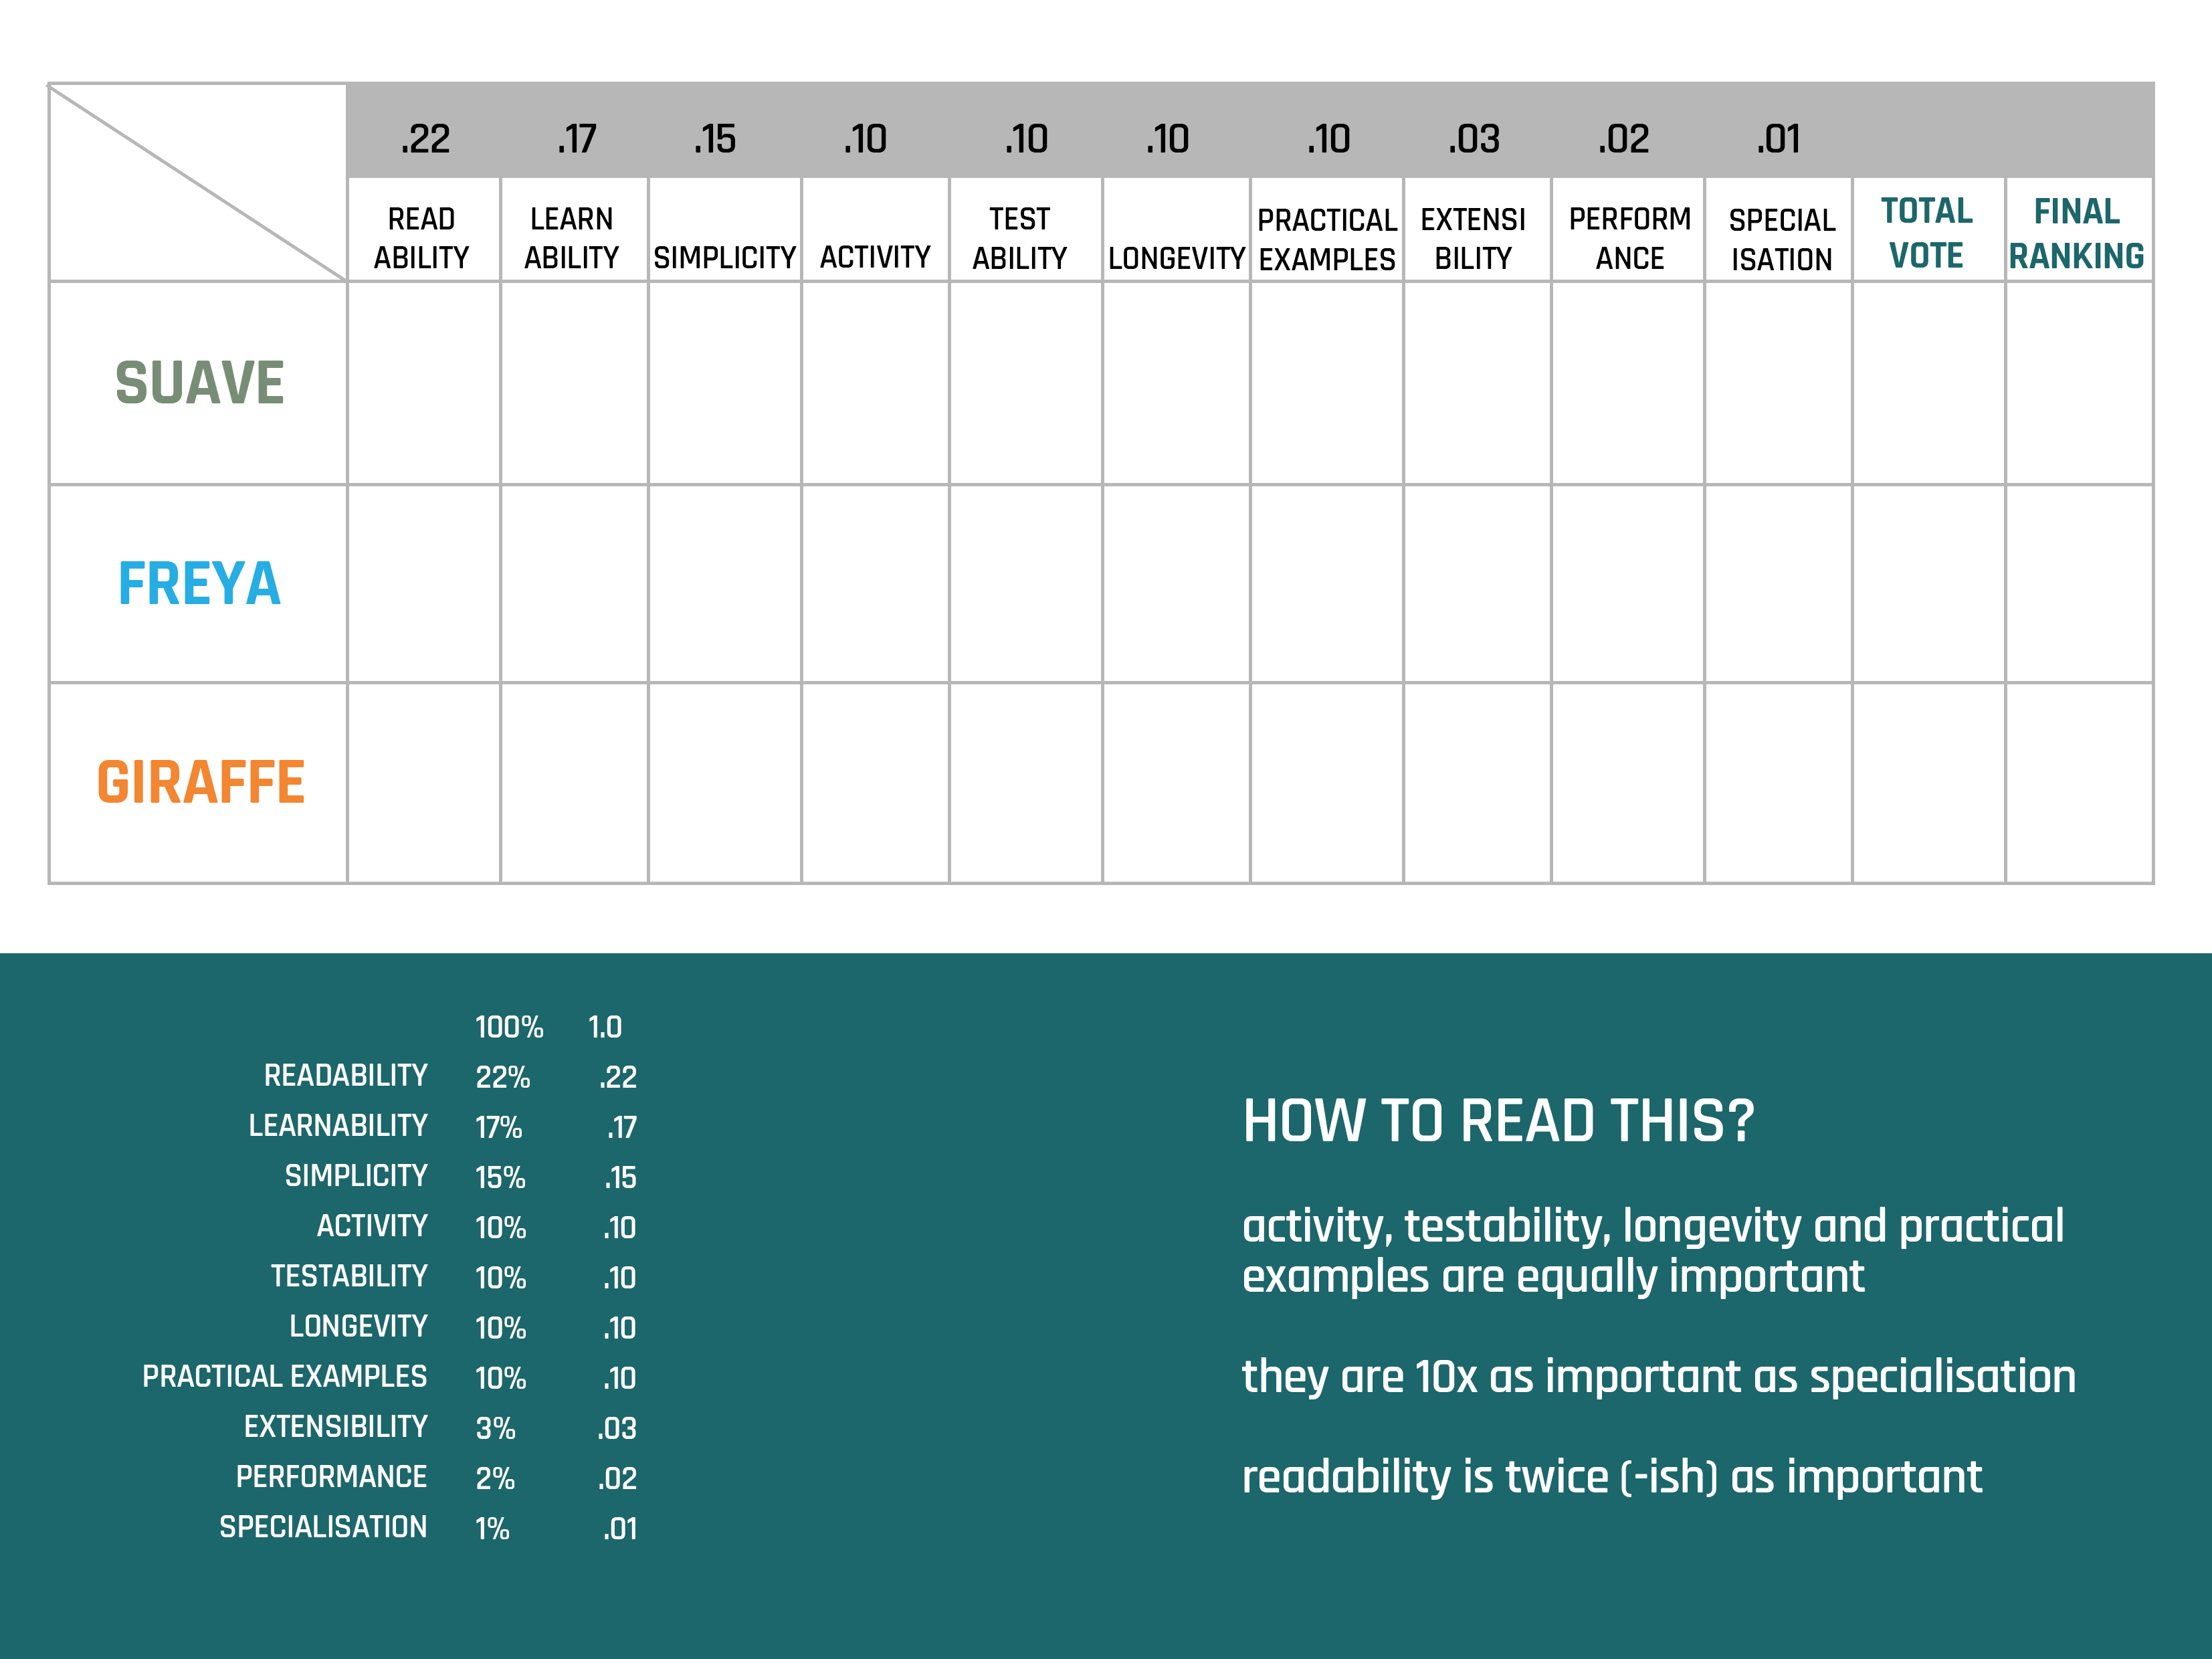 .22 .17 .15 .10 .10 .10 .10 .03 .02 .01
READ ABILITY
LEARN ABILITY
SIMPLICITY
ACTIVITY
TEST ABILITY
LONGEVITY
PRACTICAL EXAMPLES
EXTENSI BILITY
PERFORM ANCE
SPECIAL ISATION
TOTAL VOTE
FINAL RANKING
SUAVE
FREYA
GIRAFFE
100% 1.0
READABILITY 22% .22
LEARNABILITY 17% .17
SIMPLICITY 15% .15
ACTIVITY 10% .10
TESTABILITY 10% .10
LONGEVITY 10% .10
PRACTICAL EXAMPLES 10% .10
EXTENSIBILITY 3% .03
PERFORMANCE 2% .02
SPECIALISATION 1% .01
HOW TO READ THIS?
activity, testability, longevity and practical
examples are equally important
they are 10x as important as specialisation
readability is twice (-ish) as important